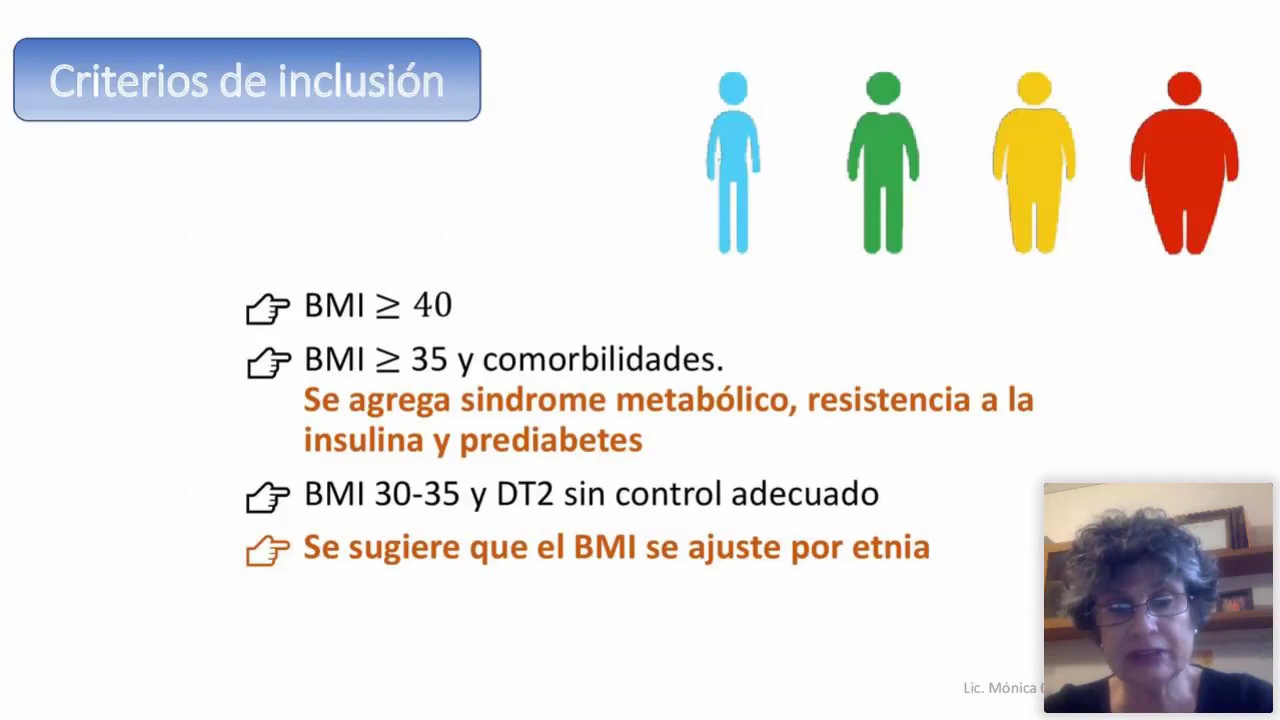 Criterios de inclusión
BMI ≥ 40
BMI ≥ 35 y comorbilidades.
Se agrega sindrome metabólico, resistencia a la
insulina y prediabetes
BMI 30-35 y DT2 sin control adecuado
Se sugiere que el BMI se ajuste por etnia
Lic. Mónica